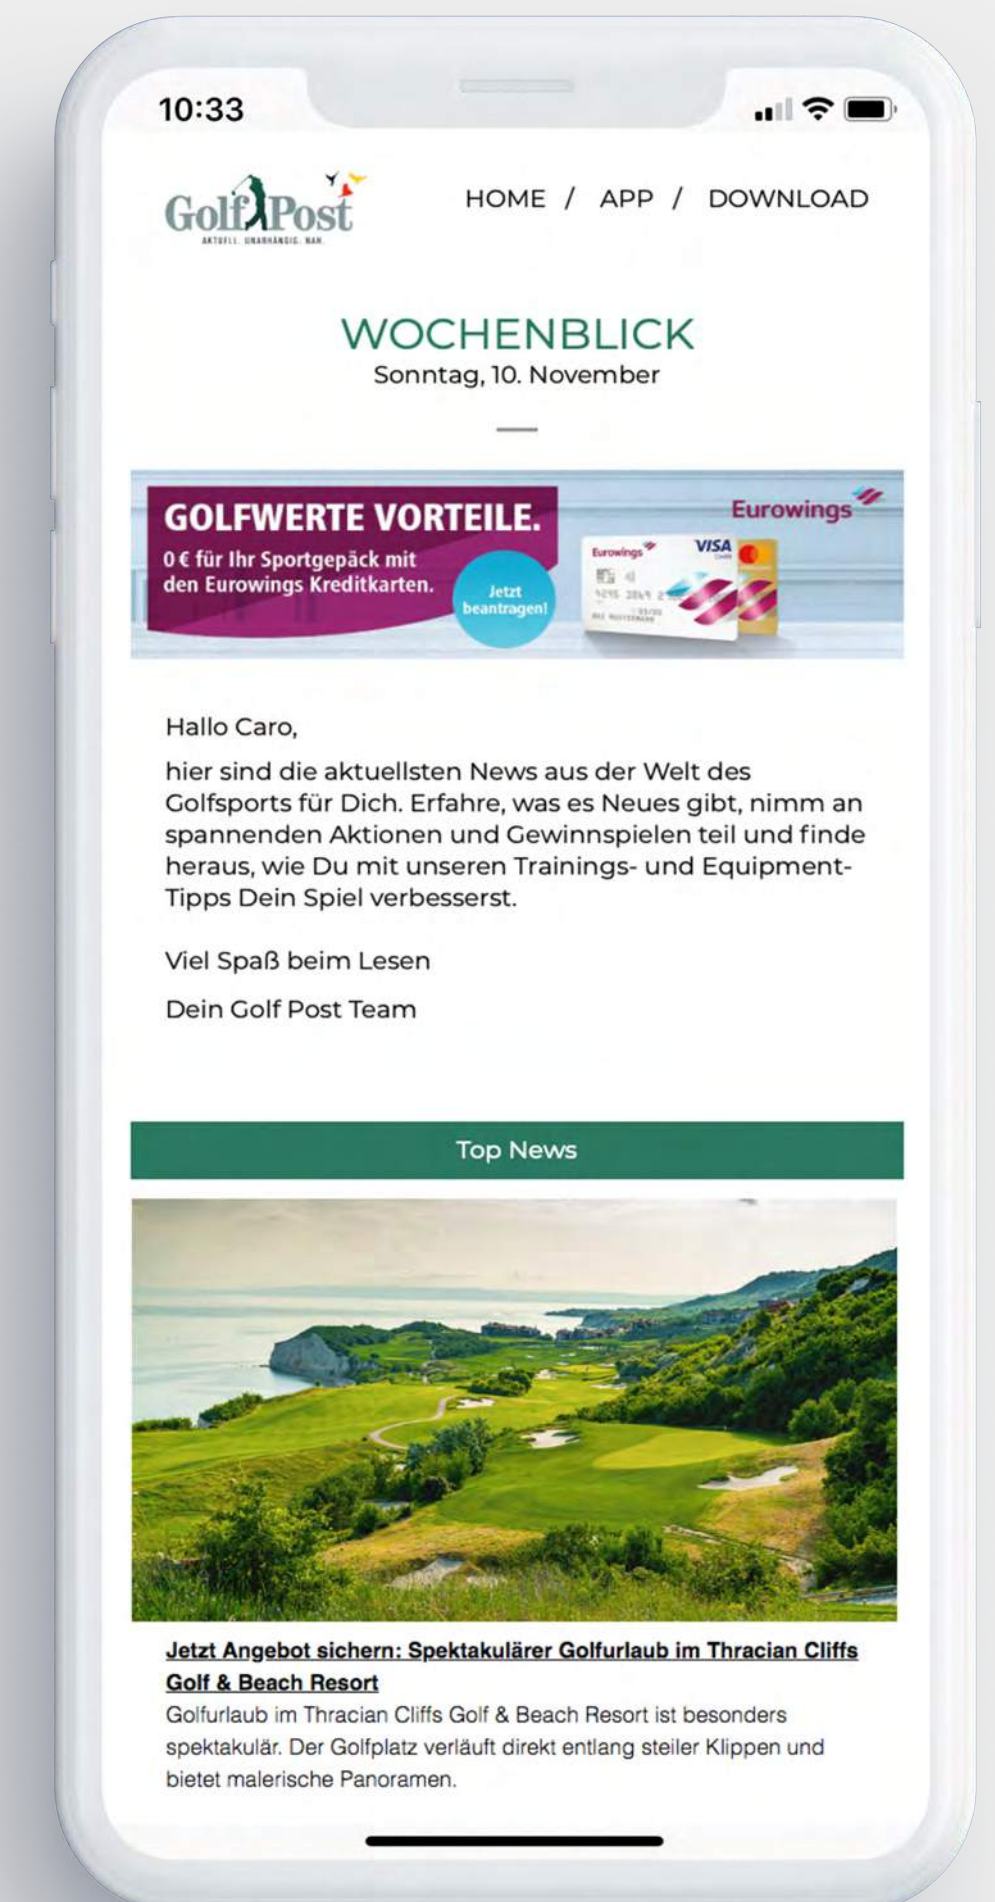 10:33
Golf Post
AKTUELL. UNABHÄNGIG. NAH.
HOME / APP / DOWNLOAD
WOCHENBLICK
Sonntag, 10. November
GOLFWERTE VORTEILE.
0 € für Ihr Sportgepäck mit
den Eurowings Kreditkarten.
Jetzt
beantragen!
Eurowings
Eurowings
VISA
Hallo Caro,
hier sind die aktuellsten News aus der Welt des
Golfsports für Dich. Erfahre, was es Neues gibt, nimm an
spannenden Aktionen und Gewinnspielen teil und finde
heraus, wie Du mit unseren Trainings- und Equipment-
Tipps Dein Spiel verbesserst.
Viel Spaß beim Lesen
Dein Golf Post Team
Top News
Jetzt Angebot sichern: Spektakulärer Golfurlaub im Thracian Cliffs
Golf & Beach Resort
Golfurlaub im Thracian Cliffs Golf & Beach Resort ist besonders
spektakulär. Der Golfplatz verläuft direkt entlang steiler Klippen und
bietet malerische Panoramen.